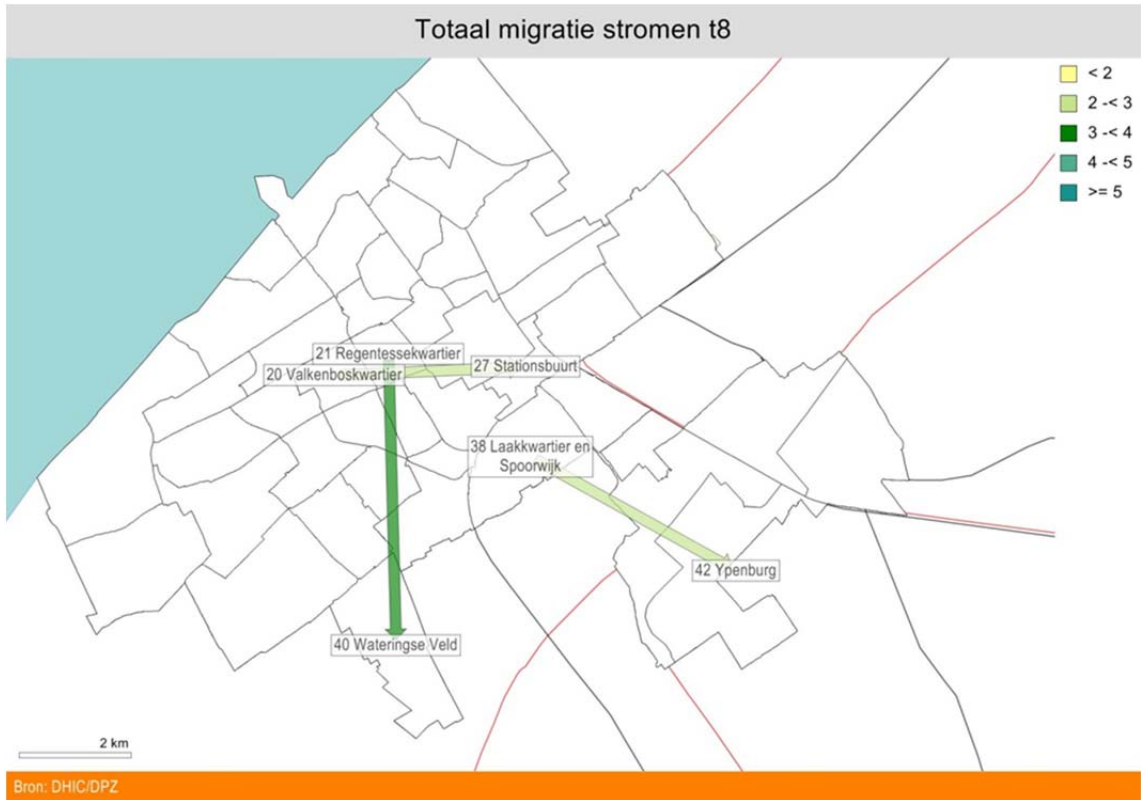 Totaal migratie stromen t8
< 2
2 -< 3
3 -< 4
4 -< 5
>= 5
21 Regentessekwartier
20 Valkenboskwartier
27 Stationsbuurt
38 Laakkwartier en
Spoorwijk
42 Ypenburg
40 Wateringse Veld
2 km
Bron: DHIC/DPZ